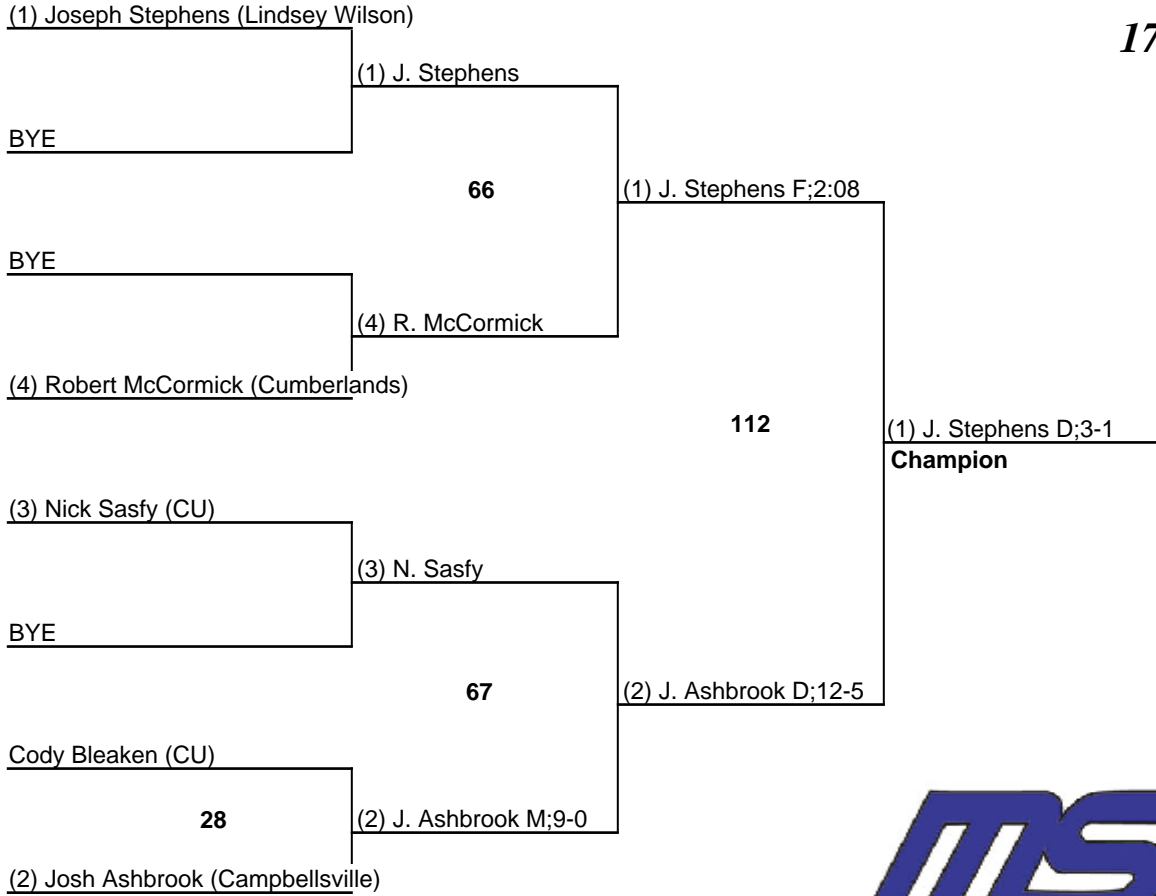 (1) Joseph Stephens (Lindsey Wilson)
17
(1) J. Stephens
BYE
66
(1) J. Stephens F;2:08
BYE
(4) R. McCormick
(4) Robert McCormick (Cumberlands)
112
(1) J. Stephens D;3-1
Champion
(3) Nick Sasfy (CU)
(3) N. Sasfy
BYE
67
(2) J. Ashbrook D;12-5
Cody Bleaken (CU)
28
(2) J. Ashbrook M;9-0
(2) Josh Ashbrook (Campbellsville)
MS